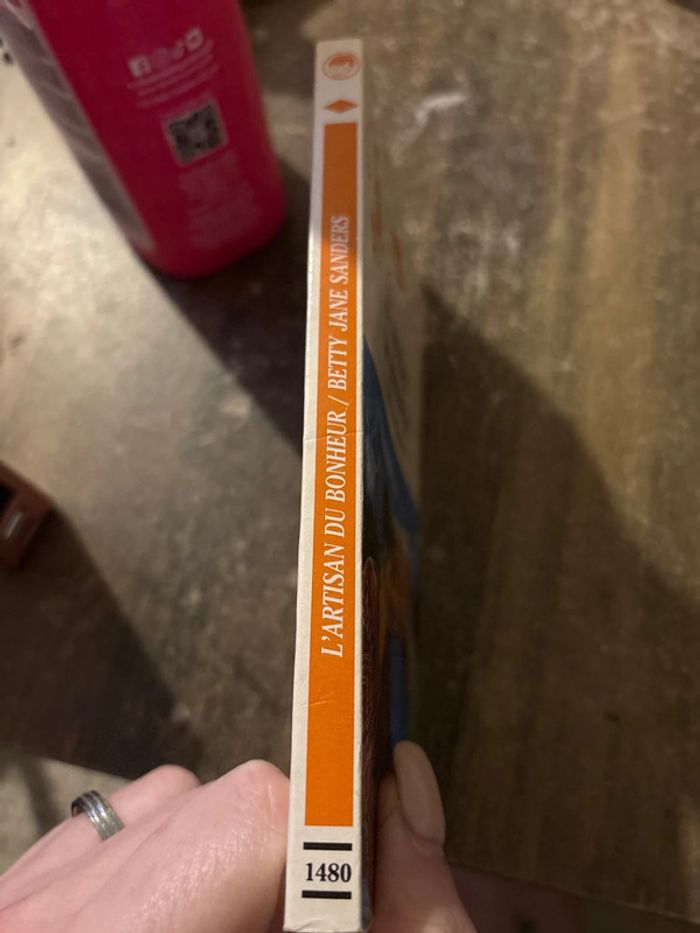 L'ARTISAN DU BONHEUR / BETTY JANE SANDERS
1480